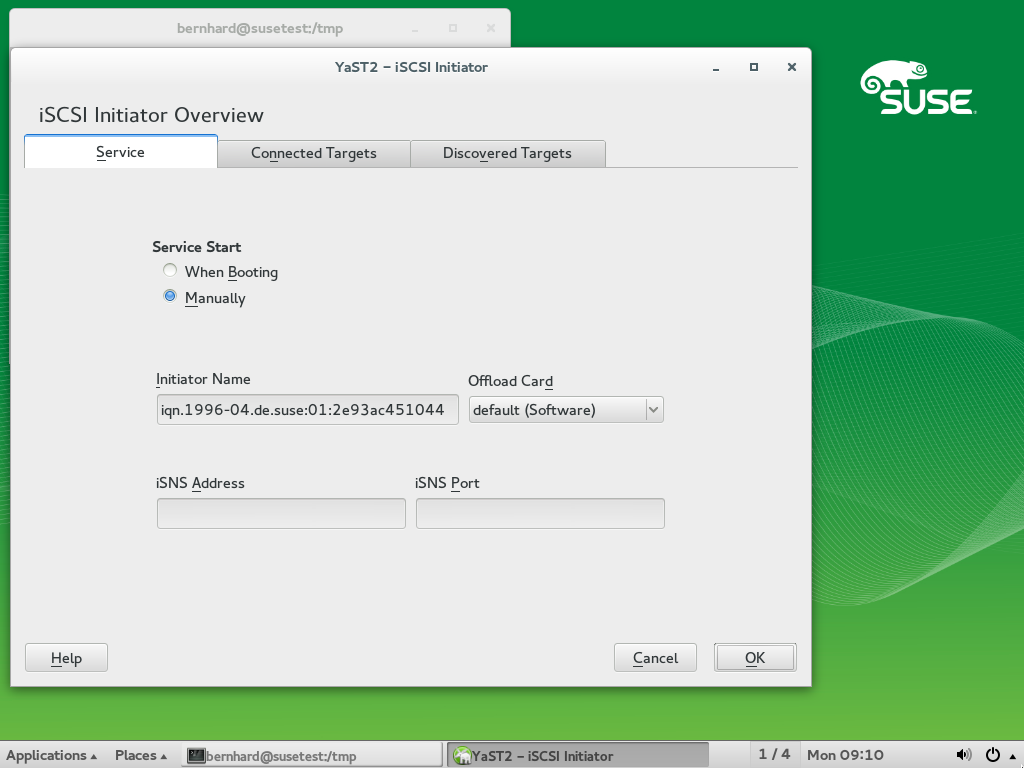 bernhard@susetest:/tmp
YaST2 - iSCSI Initiator
SUSE
iSCSI Initiator Overview
Service Connected Targets Discovered Targets
Service Start
When Booting
Manually
Initiator Name Offload Card
iqn.1996-04.de.suse:01:2e93ac451044 default (Software)
iSNS Address iSNS Port
Help Cancel OK
Applications Places bernhard@susetest:/tmp YaST2 - iSCSI Initiator 1 / 4 Mon 09:10